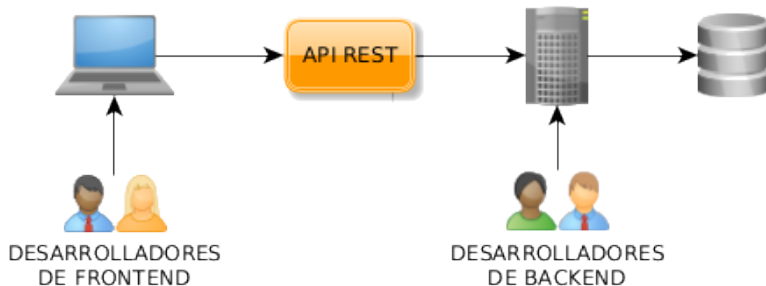 API REST
DESARROLLADORES
DE FRONTEND
DESARROLLADORES
DE BACKEND